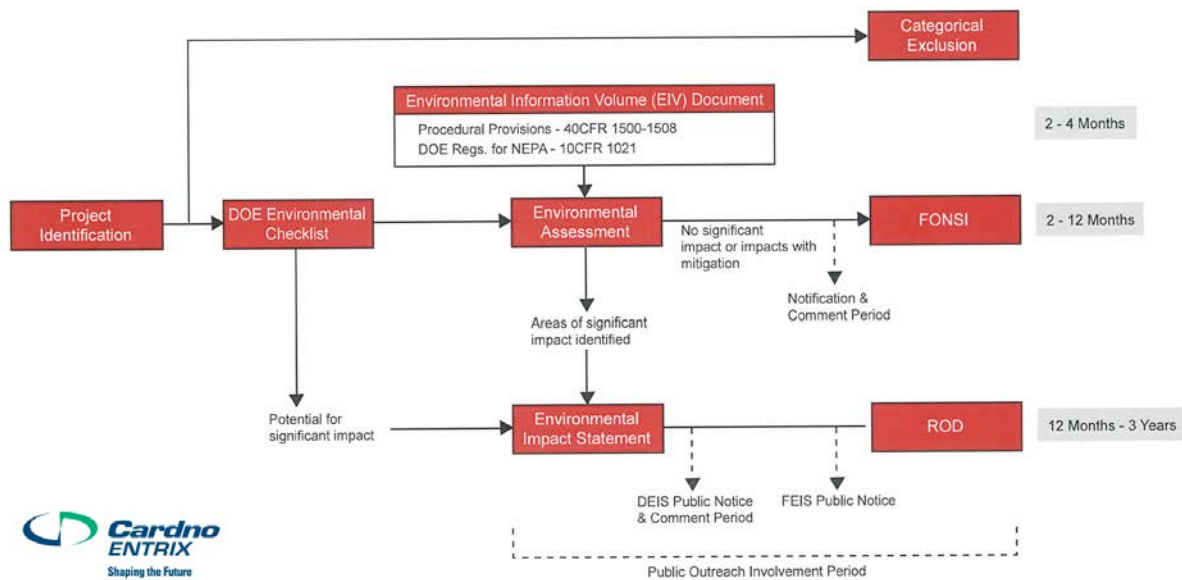 Categorical
Exclusion
Environmental Information Volume (EIV) Document
Procedural Provisions - 40CFR 1500-1508
DOE Regs. for NEPA - 10CFR 1021
2 - 4 Months
Project
Identification
DOE Environmental
Checklist
Environmental
Assessment
No significant
impact or impacts with
mitigation
FONSI
2 - 12 Months
Notification &
Comment Period
Areas of significant
impact identified
Potential for
significant impact
Environmental
Impact Statement
ROD
12 Months - 3 Years
DEIS Public Notice
& Comment Period
FEIS Public Notice
Public Outreach Involvement Period
Cardno
ENTRIX
Shaping the Future